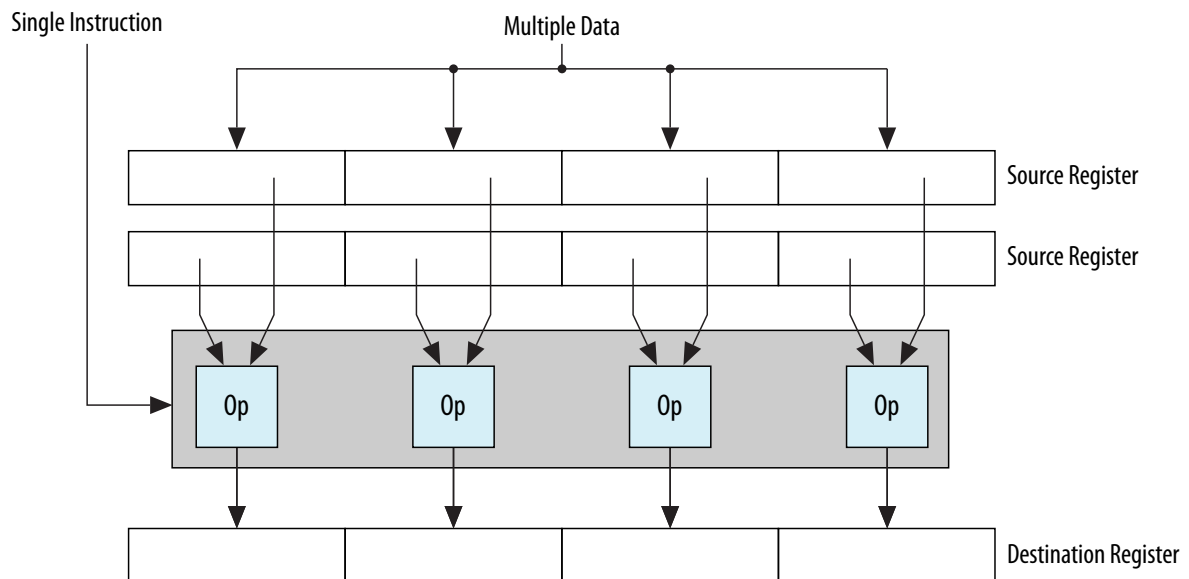 Single Instruction
Multiple Data
Source Register
Source Register
Op
Op
Op
Op
Destination Register